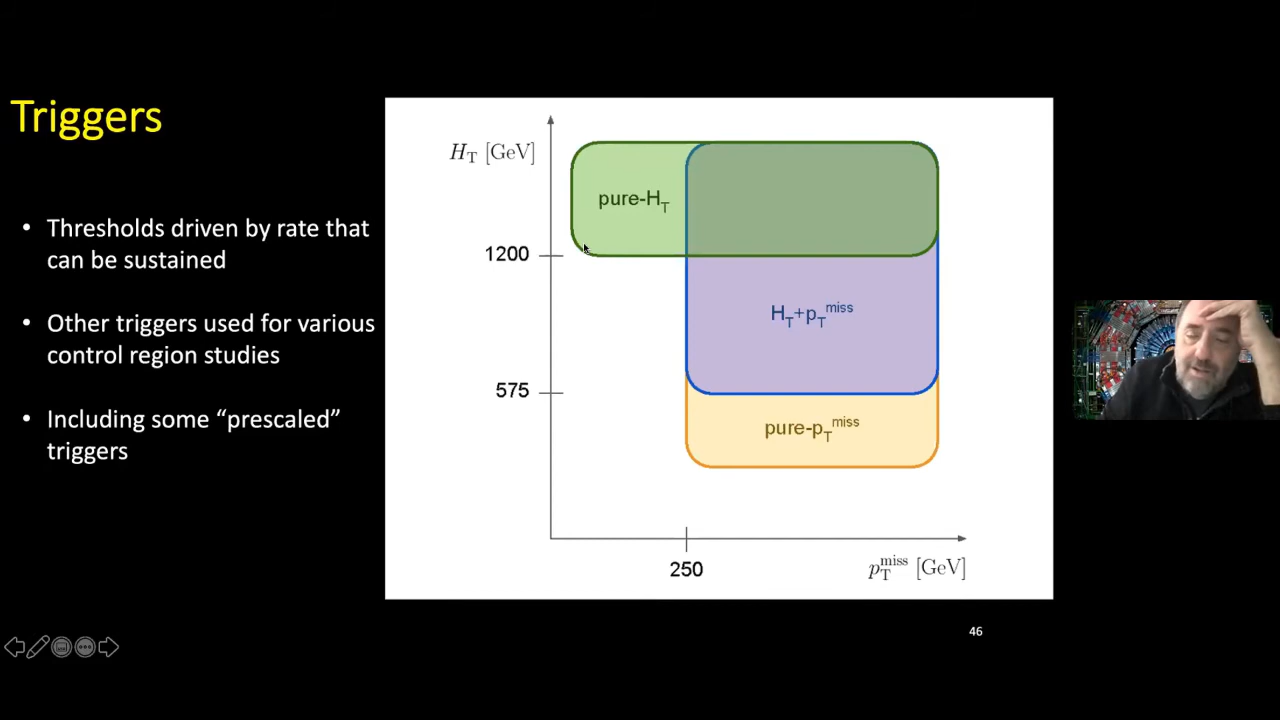 Triggers
• Thresholds driven by rate that
can be sustained
• Other triggers used for various
control region studies
• Including some “prescaled”
triggers
H_T [GeV]
pure-H_T
1200
H_T+p_T^miss
575
pure-p_T^miss
250
p_T^miss [GeV]
46